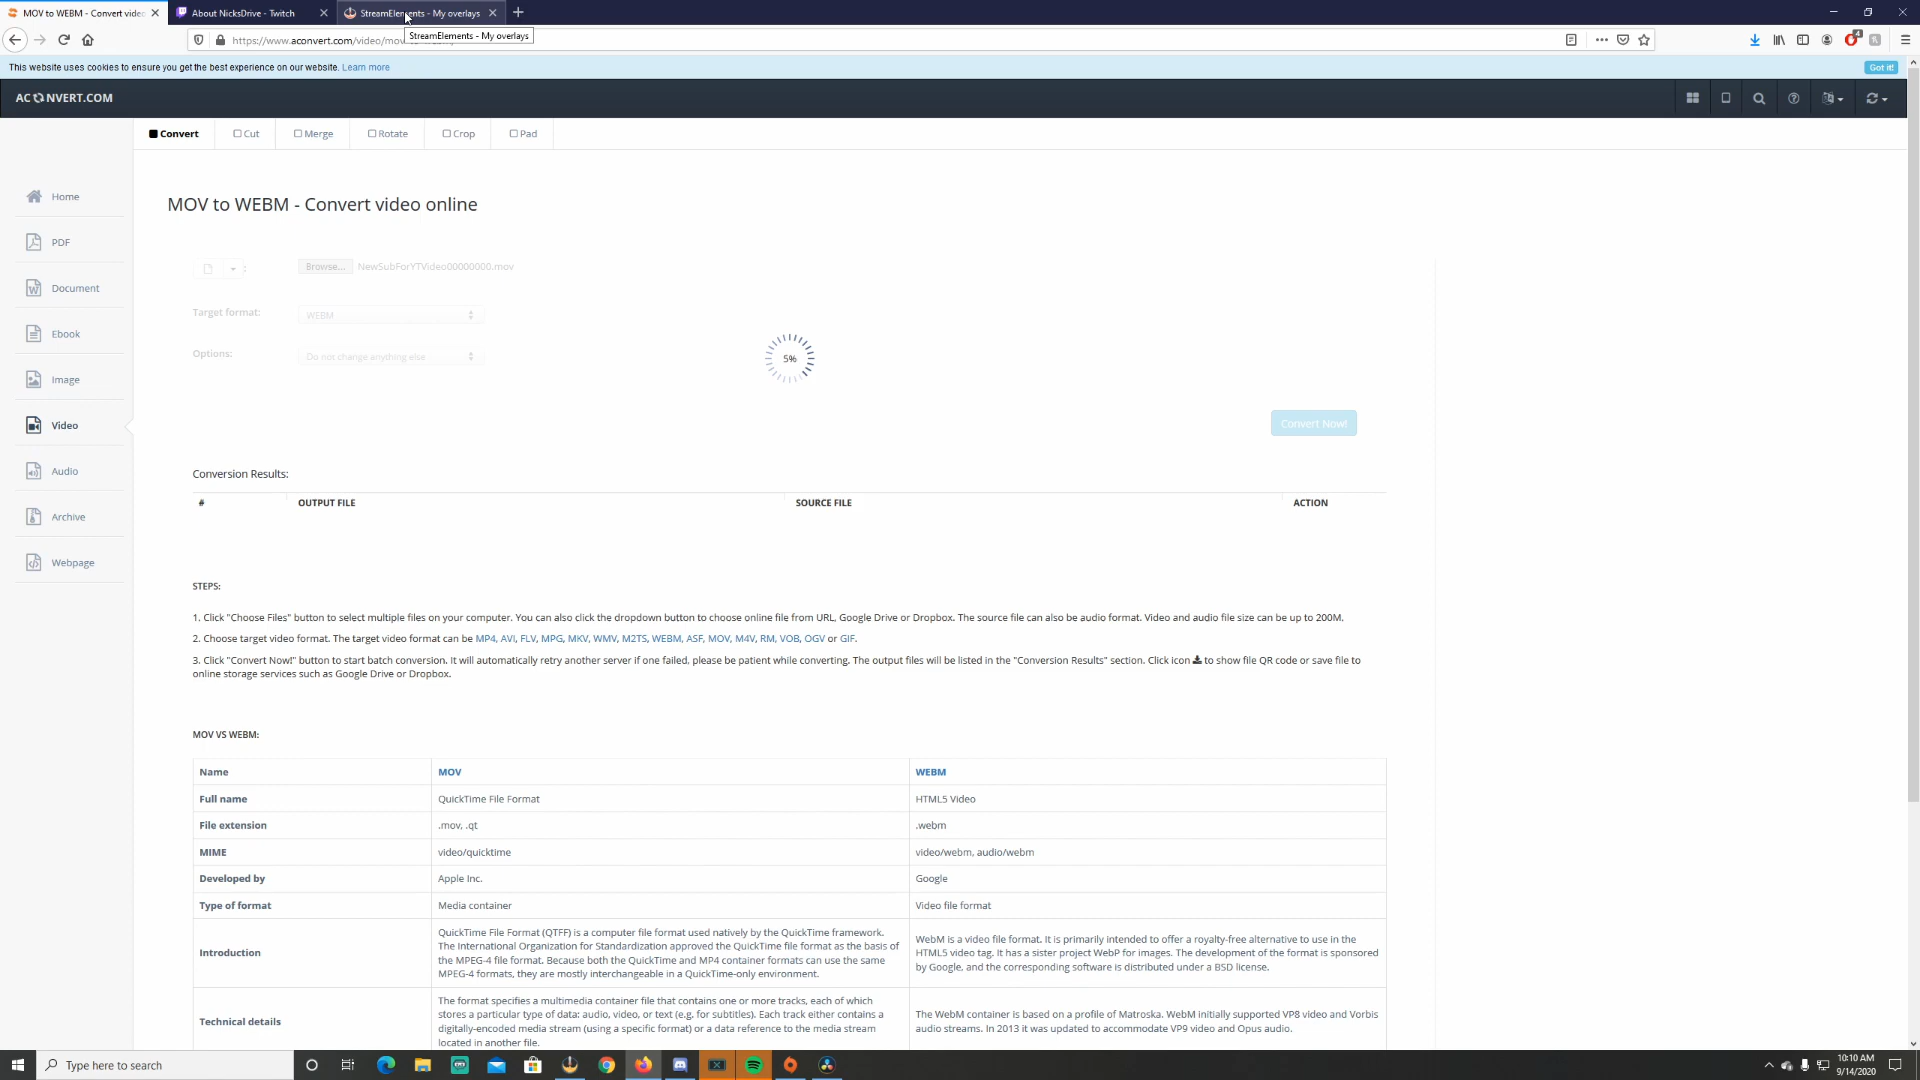 MOV to WEBM - Convert video
About NicksDrive - Twitch
StreamElements - My overlays
https://www.aconvert.com/video/mov
StreamElements - My overlays
4
This website uses cookies to ensure you get the best experience on our website. Learn more
Got it!
AC NVERT.COM
Convert
Cut
Merge
Rotate
Crop
Pad
Home
PDF
Document
Ebook
Image
Video
Audio
Archive
Webpage
MOV to WEBM - Convert video online
:
Browse... NewSubForYTVideo00000000.mov
Target format: WEBM
Options: Do not change anything else
5%
Convert Now!
Conversion Results:
# OUTPUT FILE SOURCE FILE ACTION
STEPS:
1. Click "Choose Files" button to select multiple files on your computer. You can also click the dropdown button to choose online file from URL, Google Drive or Dropbox. The source file can also be audio format. Video and audio file size can be up to 200M.
2. Choose target video format. The target video format can be MP4, AVI, FLV, MPG, MKV, WMV, M2TS, WEBM, ASF, MOV, M4V, RM, VOB, OGV or GIF.
3. Click "Convert Now!" button to start batch conversion. It will automatically retry another server if one failed, please be patient while converting. The output files will be listed in the "Conversion Results" section. Click icon to show file QR code or save file to
online storage services such as Google Drive or Dropbox.
MOV VS WEBM:
Name MOV WEBM
Full name QuickTime File Format HTML5 Video
File extension .mov, .qt .webm
MIME video/quicktime video/webm, audio/webm
Developed by Apple Inc. Google
Type of format Media container Video file format
Introduction
QuickTime File Format (QTFF) is a computer file format used natively by the QuickTime framework.
The International Organization for Standardization approved the QuickTime file format as the basis of
the MPEG-4 file format. Because both the QuickTime and MP4 container formats can use the same
MPEG-4 formats, they are mostly interchangeable in a QuickTime-only environment.
WebM is a video file format. It is primarily intended to offer a royalty-free alternative to use in the
HTML5 video tag. It has a sister project WebP for images. The development of the format is sponsored
by Google, and the corresponding software is distributed under a BSD license.
Technical details
The format specifies a multimedia container file that contains one or more tracks, each of which
stores a particular type of data: audio, video, or text (e.g. for subtitles). Each track either contains a
digitally-encoded media stream (using a specific format) or a data reference to the media stream
located in another file.
The WebM container is based on a profile of Matroska. WebM initially supported VP8 video and Vorbis
audio streams. In 2013 it was updated to accommodate VP9 video and Opus audio.
Type here to search
10:10 AM
9/14/2020